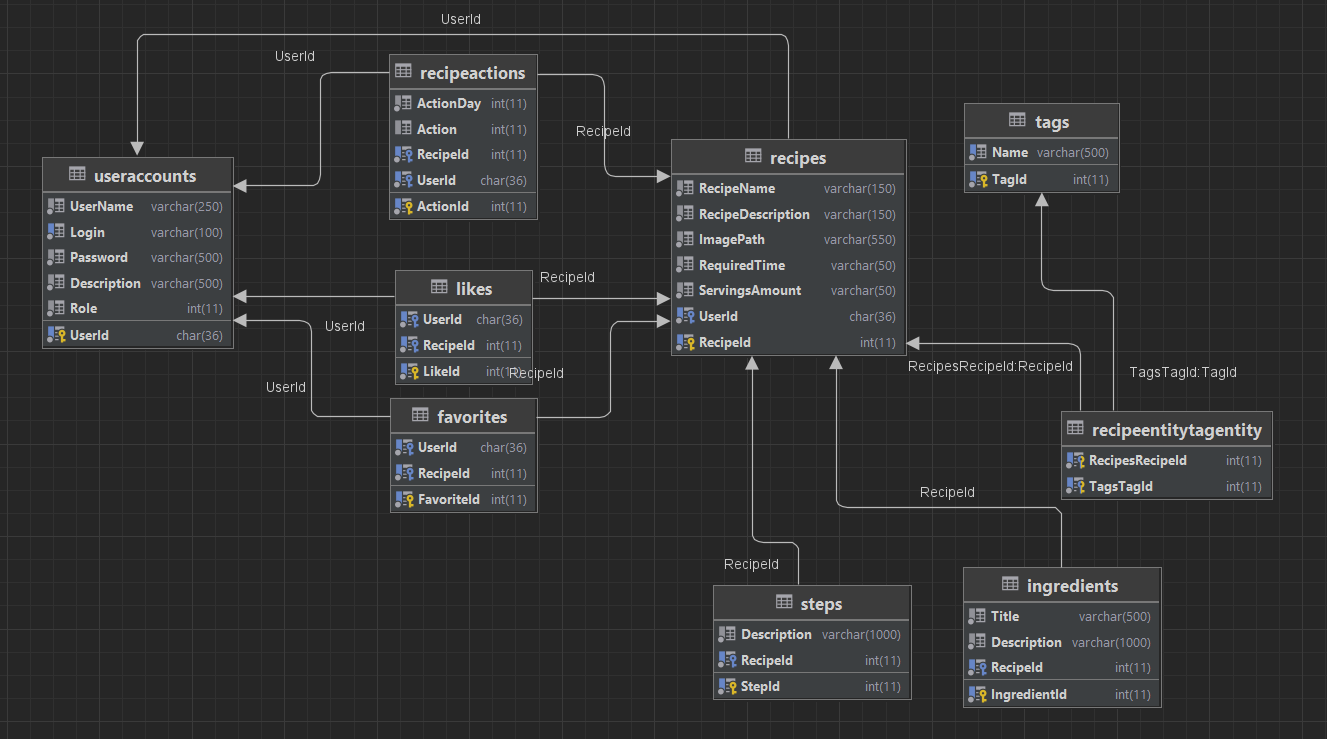 UserId
UserId
recipeactions
ActionDay int(11)
Action int(11)
RecipeId int(11)
UserId char(36)
ActionId int(11)
RecipeId
useraccounts
UserName varchar(250)
Login varchar(100)
Password varchar(500)
Description varchar(500)
Role int(11)
UserId char(36)
recipes
RecipeName varchar(150)
RecipeDescription varchar(150)
ImagePath varchar(550)
RequiredTime varchar(50)
ServingsAmount varchar(50)
UserId char(36)
RecipeId int(11)
tags
Name varchar(500)
TagId int(11)
likes
UserId char(36)
RecipeId int(11)
LikeId int(11)
RecipeId
UserId
RecipeId
UserId
favorites
UserId char(36)
RecipeId int(11)
FavoriteId int(11)
RecipesRecipeId:RecipeId
TagsTagId:TagId
recipeentitytagentity
RecipesRecipeId int(11)
TagsTagId int(11)
RecipeId
RecipeId
steps
Description varchar(1000)
RecipeId int(11)
StepId int(11)
ingredients
Title varchar(500)
Description varchar(1000)
RecipeId int(11)
IngredientId int(11)